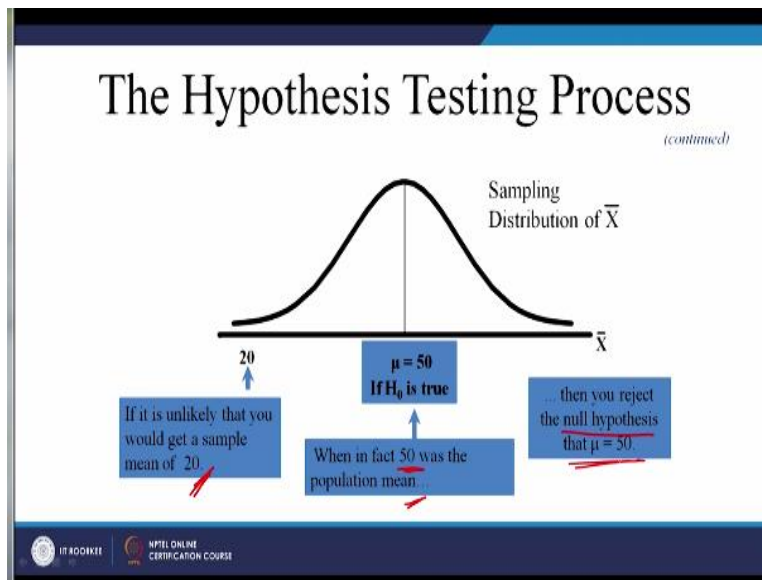 The Hypothesis Testing Process
(continued)
Sampling
Distribution of X̅
X̅
20
μ = 50
If H₀ is true
If it is unlikely that you
would get a sample
mean of 20.
When in fact 50 was the
population mean...
... then you reject
the null hypothesis
that μ = 50.
IIT ROORKEE
NPTEL ONLINE
CERTIFICATION COURSE